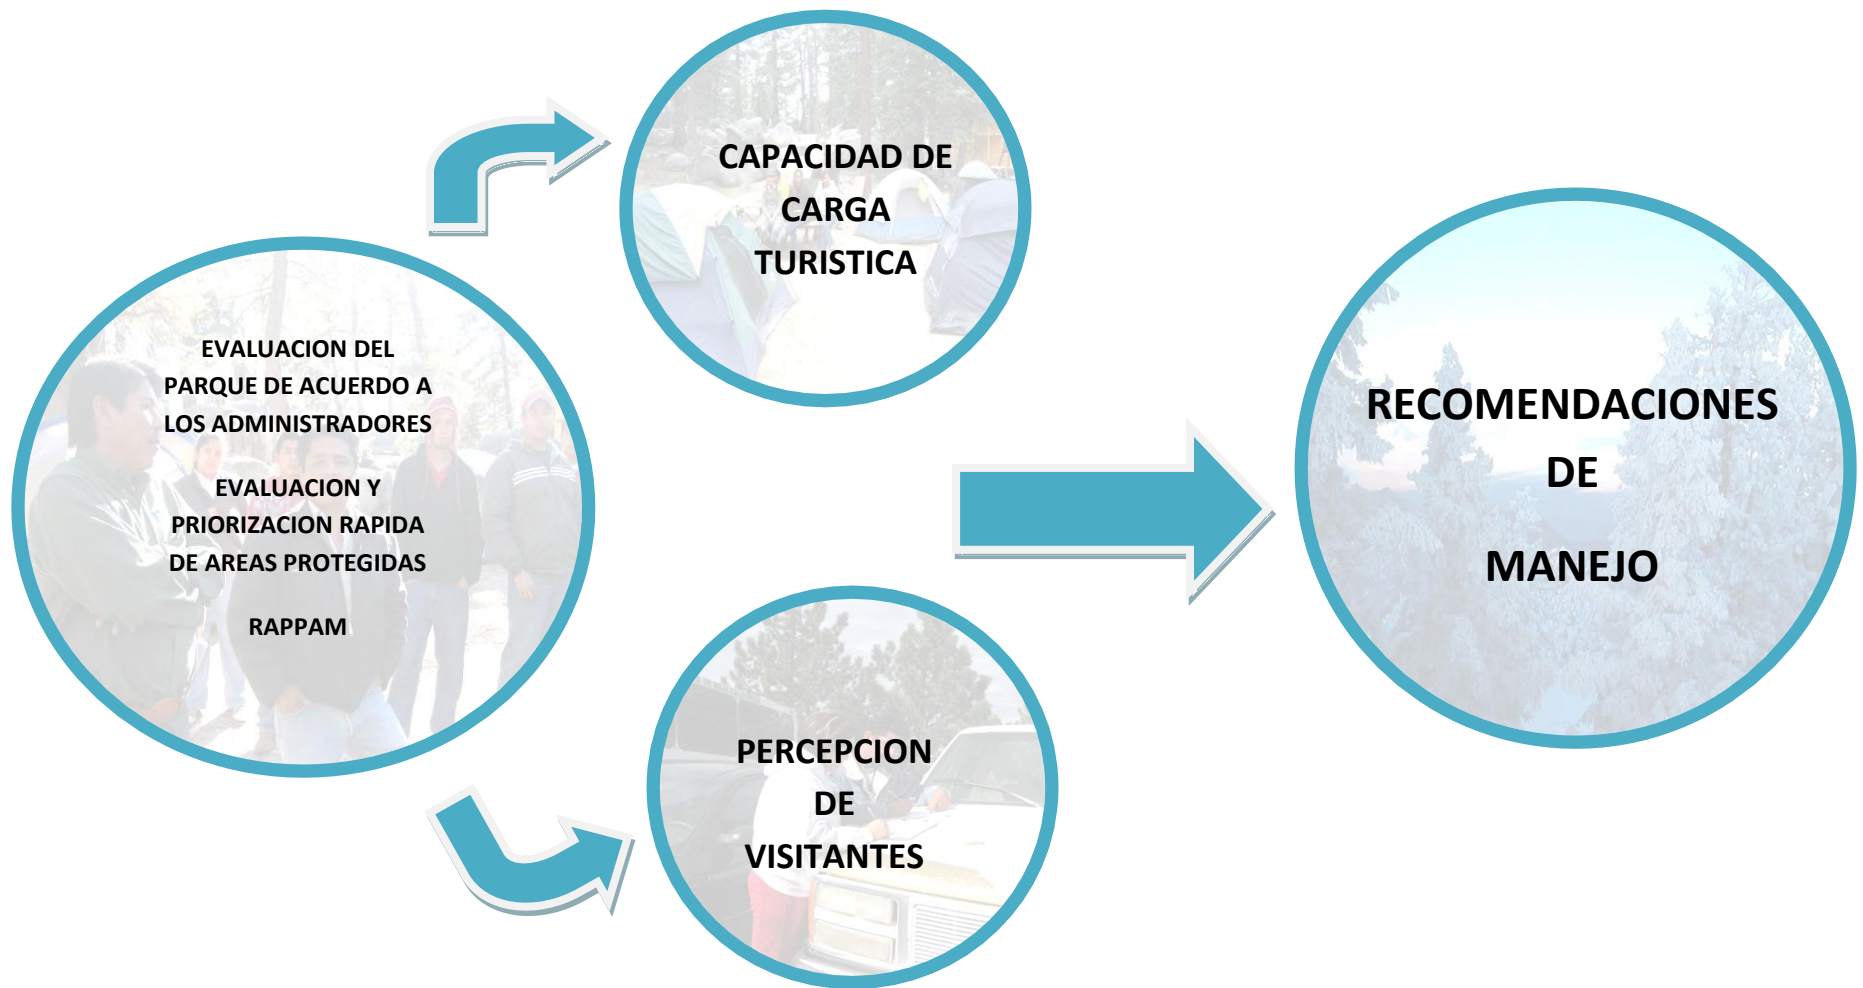 EVALUACION DEL
PARQUE DE ACUERDO A
LOS ADMINISTRADORES
EVALUACION Y
PRIORIZACION RAPIDA
DE AREAS PROTEGIDAS
RAPPAM
CAPACIDAD DE
CARGA
TURISTICA
PERCEPCION
DE
VISITANTES
RECOMENDACIONES
DE
MANEJO